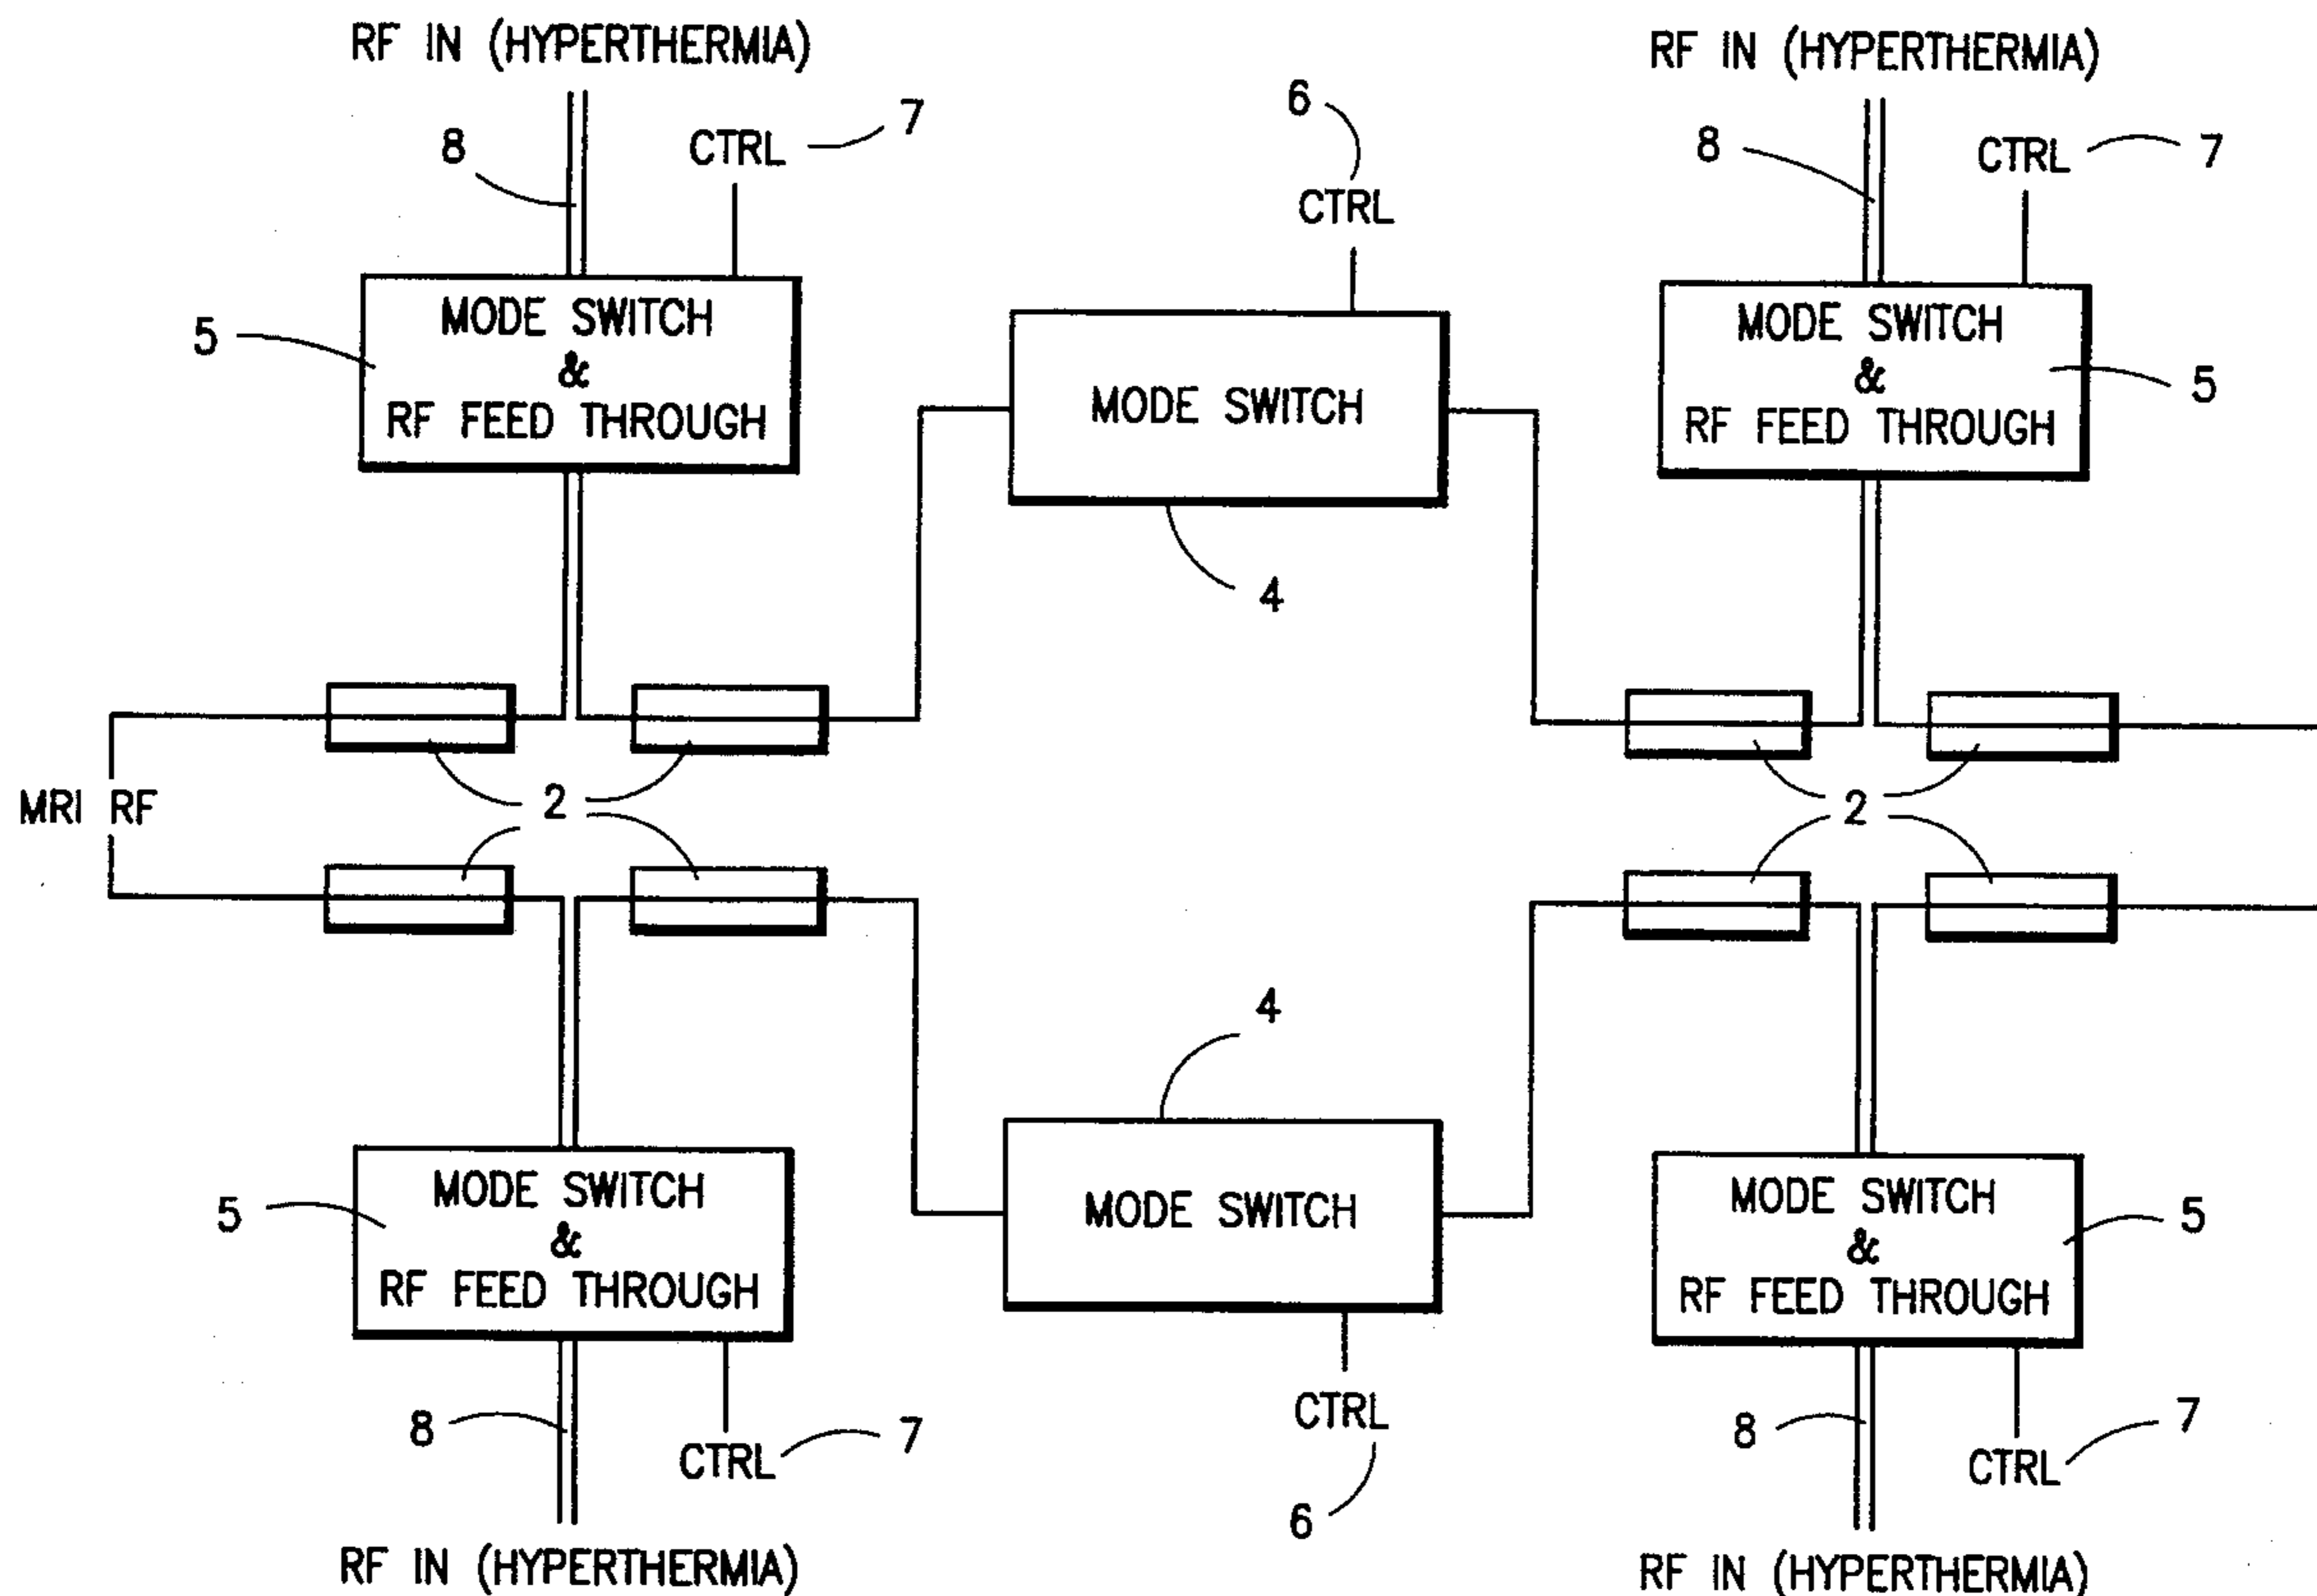 RF IN (HYPERTHERMIA)
RF IN (HYPERTHERMIA)
8
CTRL
7
6
CTRL
8
CTRL
7
5
MODE SWITCH
&
RF FEED THROUGH
MODE SWITCH
4
MODE SWITCH
&
RF FEED THROUGH
5
MRI RF
2
2
4
5
MODE SWITCH
&
RF FEED THROUGH
MODE SWITCH
MODE SWITCH
&
RF FEED THROUGH
5
8
CTRL
7
CTRL
6
8
CTRL
7
RF IN (HYPERTHERMIA)
RF IN (HYPERTHERMIA)